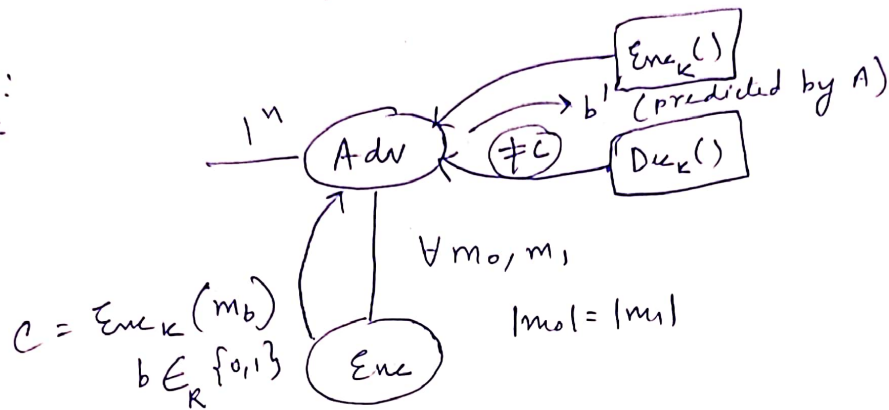 :
Enc_K()
b' (predicted by A)
1^n
Adv
≠C
Dec_K()
∀ m_0, m_1
C = Enc_K (m_b)
|m_0| = |m_1|
b ∈_R {0,1}
Enc